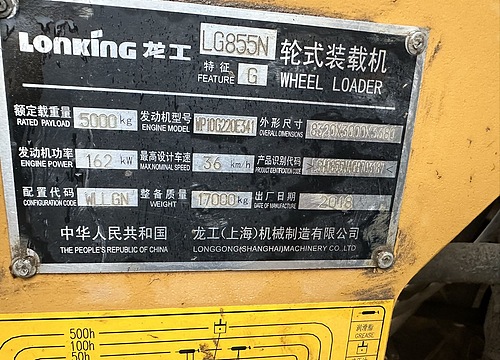 LONKING 龙工 LG855N 轮式装载机
特征 FEATURE G WHEEL LOADER
额定载重量 RATED PAYLOAD 5000 kg 发动机型号 ENGINE MODEL WP10G220E341 外形尺寸 OVERALL DIMENSIONS
发动机功率 ENGINE POWER 162 kW 最高设计车速 MAX.NOMINAL SPEED 36 km/h 产品识别代码 PRODUCT IDENTIFICATION CODE
配置代码 CONFIGURATION CODE WLLGN 整备质量 WEIGHT 17000 kg 出厂日期 DATE OF MANUFACTURE 2018
中华人民共和国 龙工(上海)机械制造有限公司
THE PEOPLE'S REPUBLIC OF CHINA LONGGONG(SHANGHAI)MACHINERY CO.,LTD
500h
100h
50h
润滑脂
GREASE